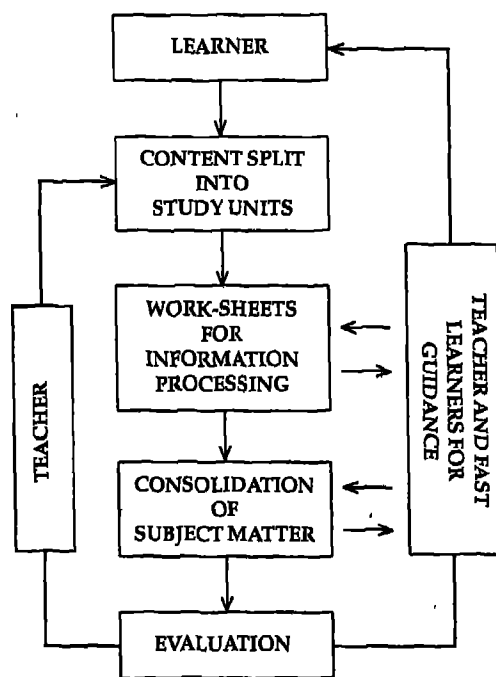 LEARNER
CONTENT SPLIT
INTO
STUDY UNITS
WORK-SHEETS
FOR
INFORMATION
PROCESSING
CONSOLIDATION
OF
SUBJECT MATTER
EVALUATION
TEACHER
TEACHER AND FAST
LEARNERS FOR
GUIDANCE